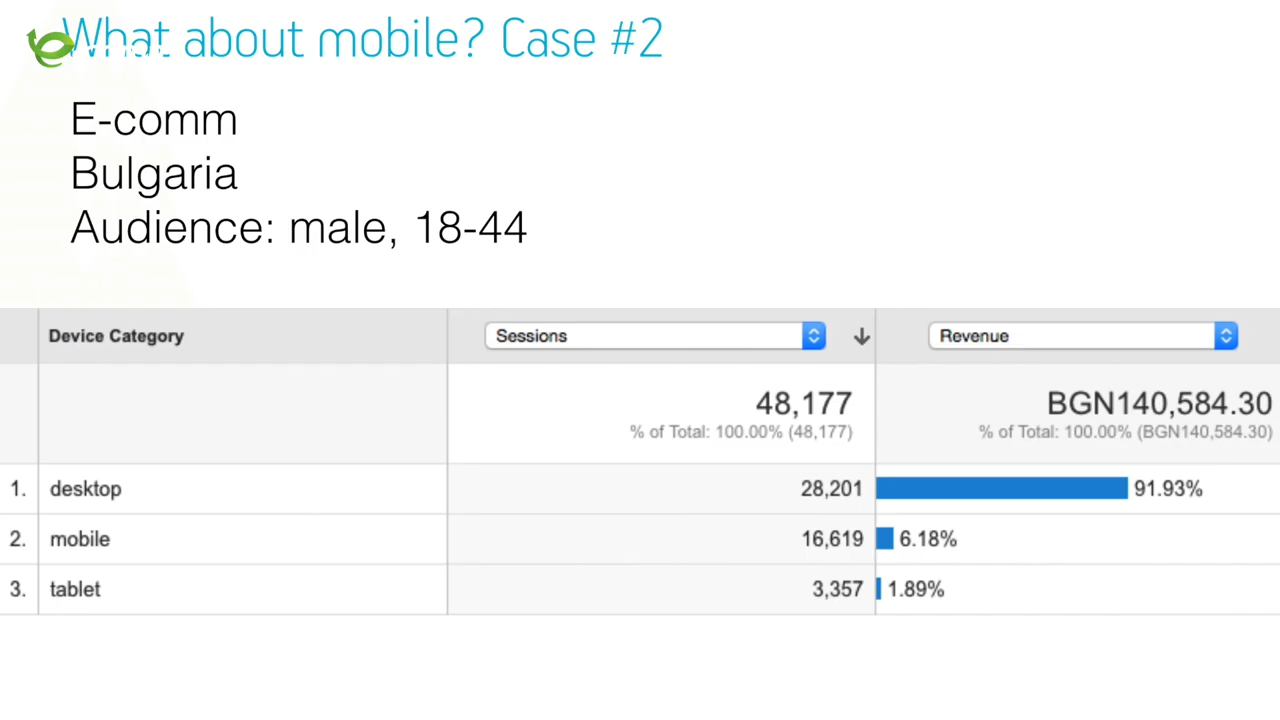 What about mobile? Case #2
E-comm
Bulgaria
Audience: male, 18-44
Device Category Sessions Revenue
48,177 BGN140,584.30
% of Total: 100.00% (48,177) % of Total: 100.00% (BGN140,584.30)
1. desktop 28,201 91.93%
2. mobile 16,619 6.18%
3. tablet 3,357 1.89%